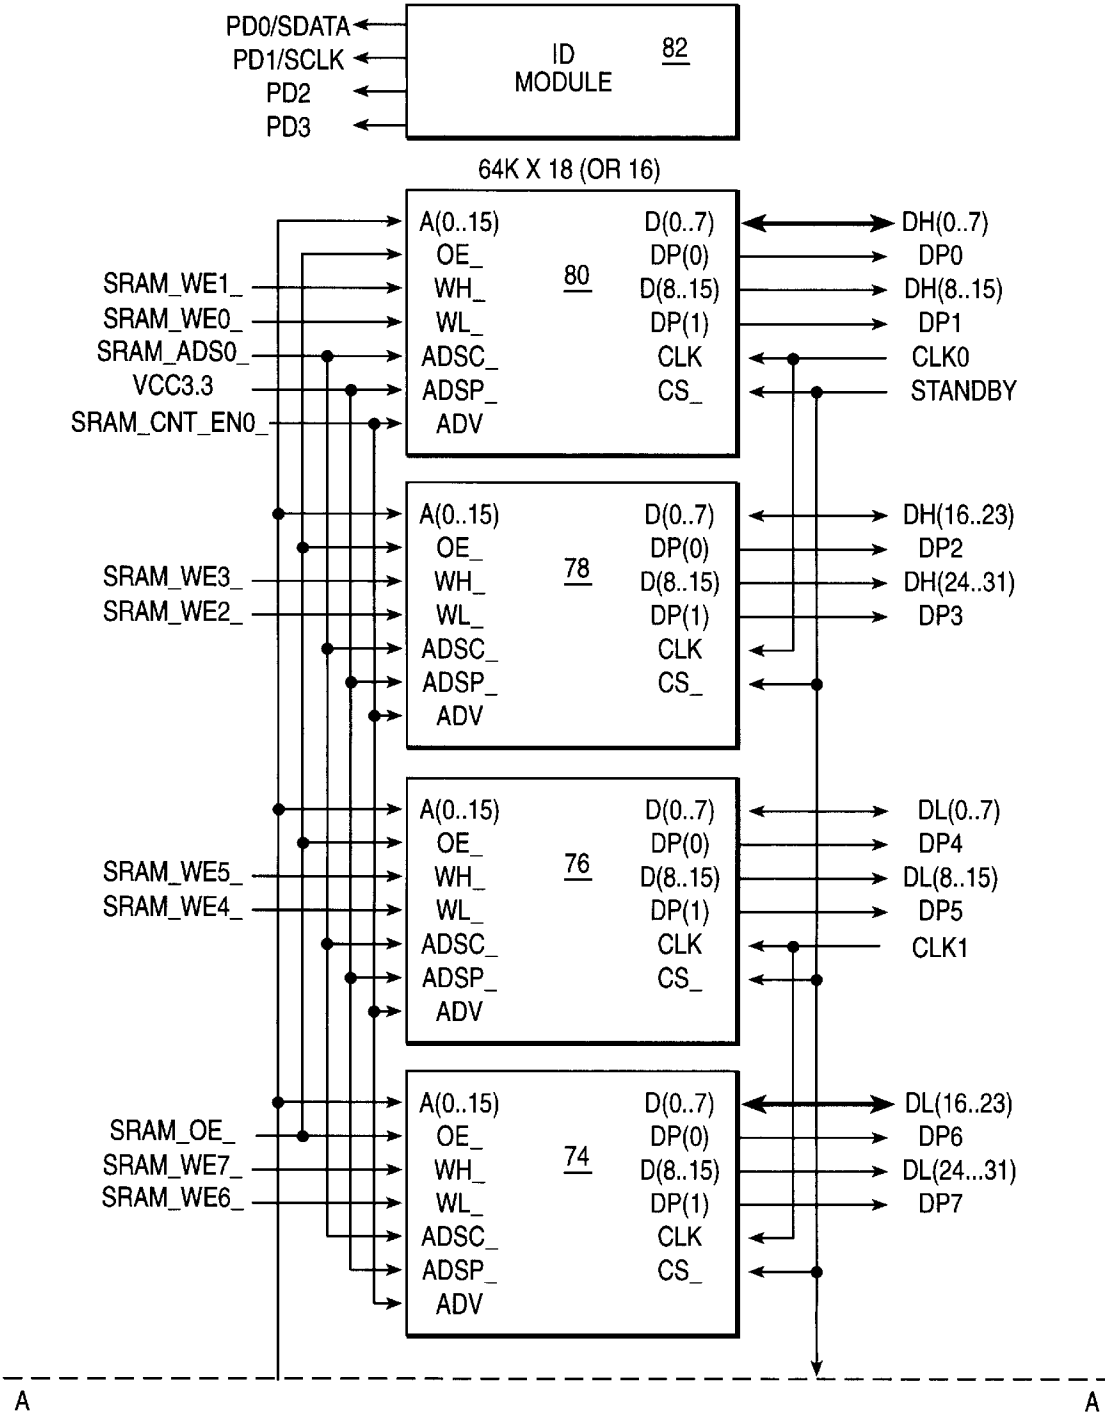 PD0/SDATA
PD1/SCLK
PD2
PD3
ID
MODULE
82
64K X 18 (OR 16)
A(0..15) D(0..7) DH(0..7)
OE_ DP(0) DP0
SRAM_WE1_ WH_ 80 D(8..15) DH(8..15)
SRAM_WE0_ WL_ DP(1) DP1
SRAM_ADS0_ ADSC_ CLK CLK0
VCC3.3 ADSP_ CS_ STANDBY
SRAM_CNT_EN0_ ADV
A(0..15) D(0..7) DH(16..23)
OE_ DP(0) DP2
SRAM_WE3_ WH_ 78 D(8..15) DH(24..31)
SRAM_WE2_ WL_ DP(1) DP3
ADSC_ CLK
ADSP_ CS_
ADV
A(0..15) D(0..7) DL(0..7)
OE_ DP(0) DP4
SRAM_WE5_ WH_ 76 D(8..15) DL(8..15)
SRAM_WE4_ WL_ DP(1) DP5
ADSC_ CLK CLK1
ADSP_ CS_
ADV
A(0..15) D(0..7) DL(16..23)
SRAM_OE_ OE_ DP(0) DP6
SRAM_WE7_ WH_ 74 D(8..15) DL(24...31)
SRAM_WE6_ WL_ DP(1) DP7
ADSC_ CLK
ADSP_ CS_
ADV
A A